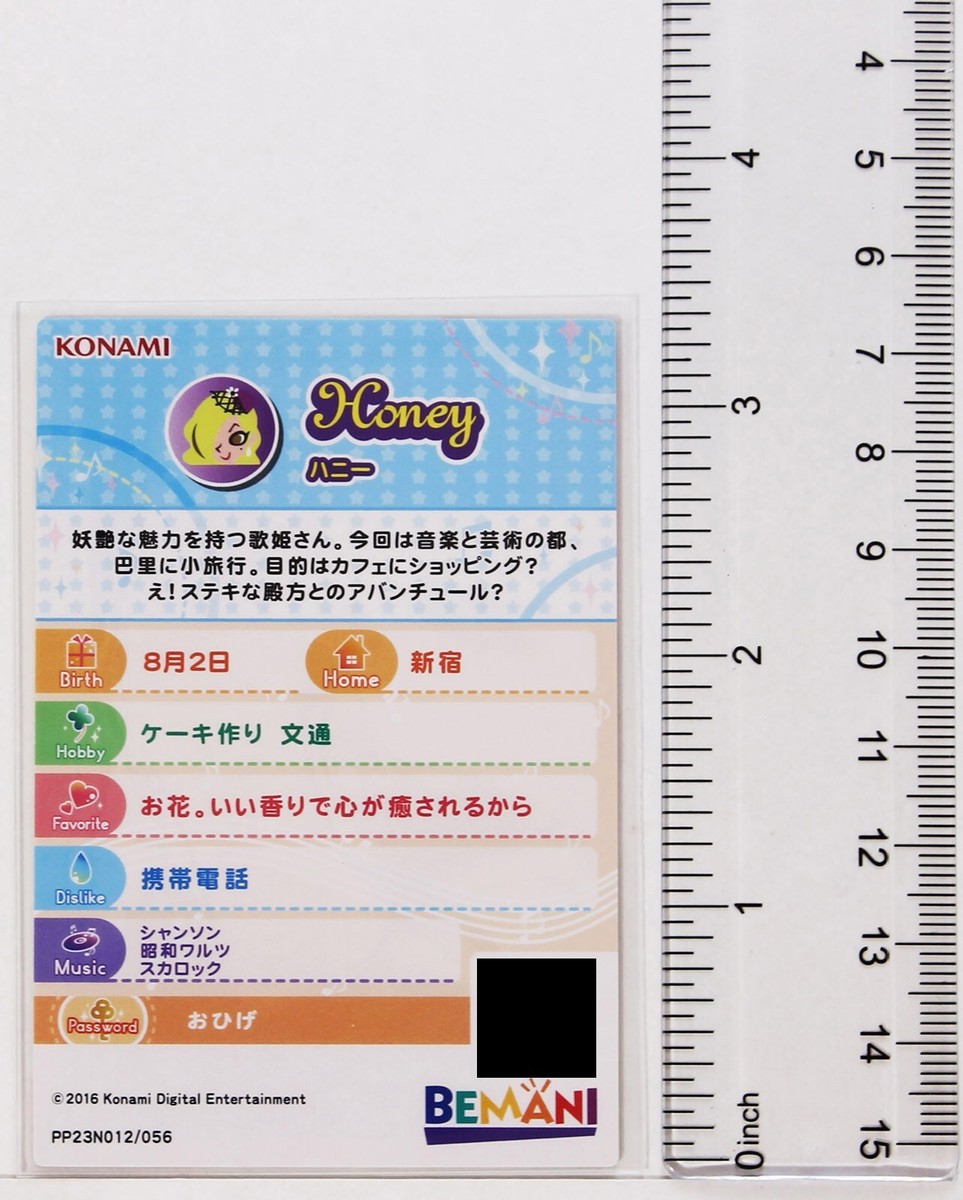 KONAMI
Honey
ハニー
妖艶な魅力を持つ歌姫さん。今回は音楽と芸術の都、
巴里に小旅行。目的はカフェにショッピング?
え!ステキな殿方とのアバンチュール?
Birth 8月2日 Home 新宿
Hobby ケーキ作り 文通
Favorite お花。いい香りで心が癒されるから
Dislike 携帯電話
Music
シャンソン
昭和ワルツ
スカロック
Password おひげ
©2016 Konami Digital Entertainment
BEMANI
PP23N012/056
4
3
2
1
0 inch
4
5
6
7
8
9
10
11
12
13
14
15